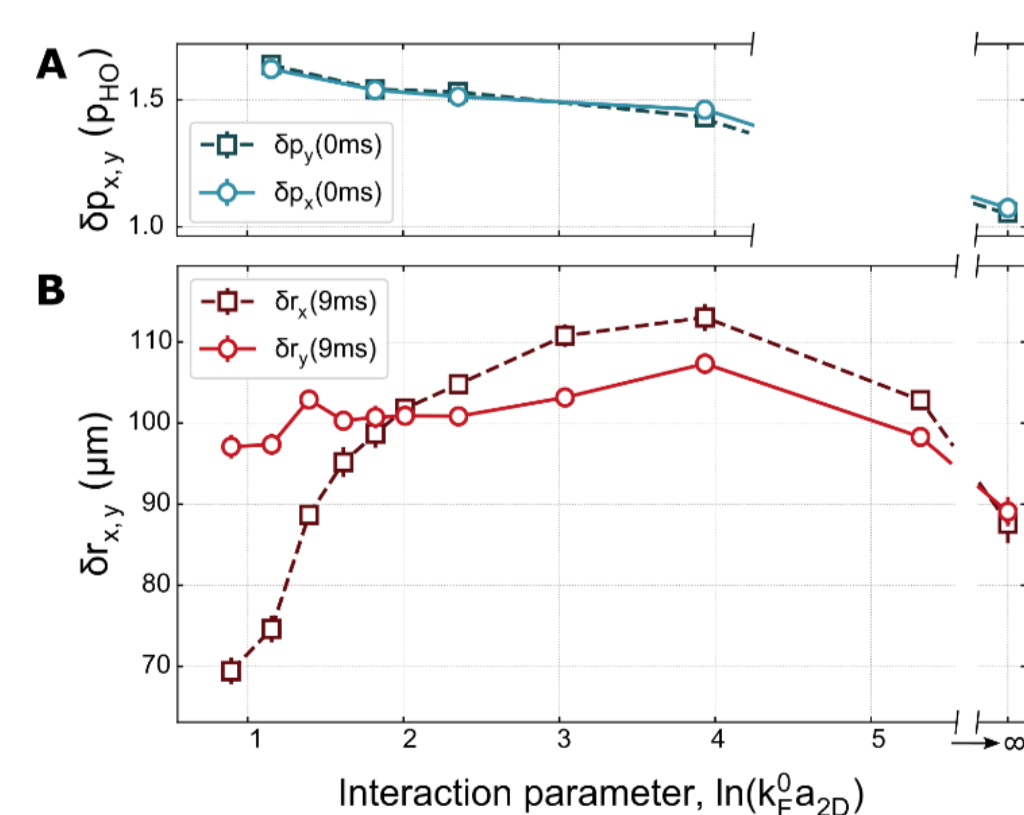 A
δp_x,y (p_HO)
1.5
1.0
δp_y(0ms)
δp_x(0ms)
B
δr_x,y (μm)
110
100
90
80
70
δr_x(9ms)
δr_y(9ms)
1 2 3 4 5 → ∞
Interaction parameter, ln(k_F^0 a_2D)